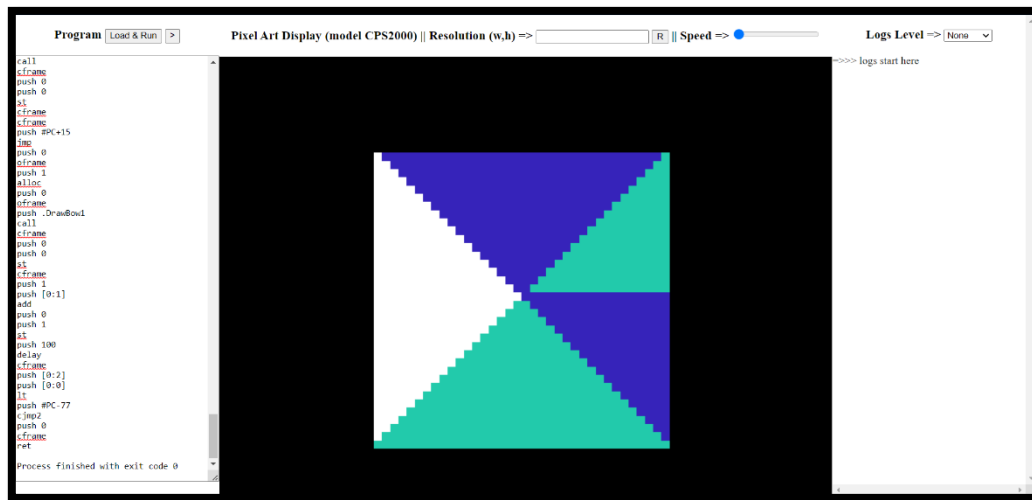 Program Load & Run > Pixel Art Display (model CPS2000) || Resolution (w,h) => R || Speed => Logs Level => None
call
cframe
push 0
push 0
st
cframe
cframe
push #PC+15
jmp
push 0
oframe
push 1
alloc
push 0
oframe
push .DrawBow1
call
cframe
push 0
push 0
st
cframe
push 1
push [0:1]
add
push 0
push 1
st
push 100
delay
cframe
push [0:2]
push [0:0]
lt
push #PC-77
cjmp2
push 0
cframe
ret
Process finished with exit code 0
=>>> logs start here